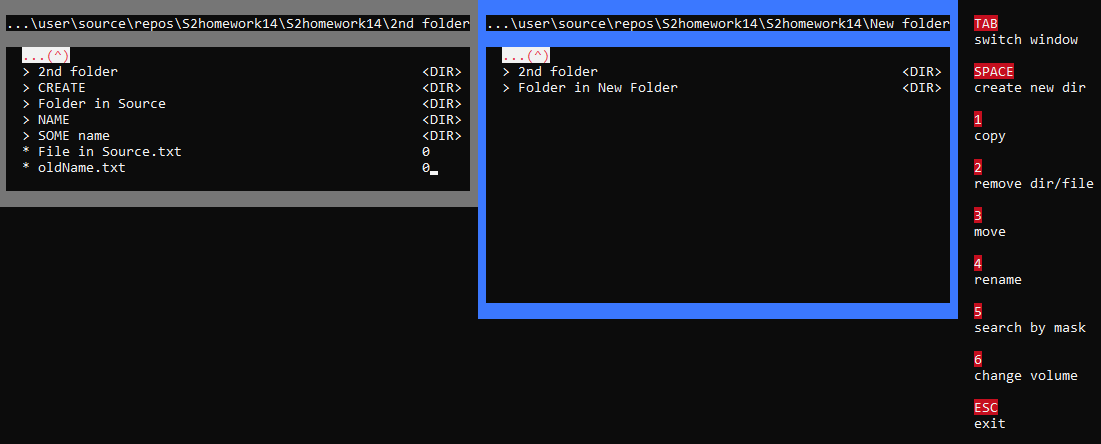 ...\user\source\repos\S2homework14\S2homework14\2nd folder
...(^)
> 2nd folder <DIR>
> CREATE <DIR>
> Folder in Source <DIR>
> NAME <DIR>
> SOME name <DIR>
* File in Source.txt 0
* oldName.txt 0
...\user\source\repos\S2homework14\S2homework14\New folder
...(^)
> 2nd folder <DIR>
> Folder in New Folder <DIR>
TAB
switch window
SPACE
create new dir
1
copy
2
remove dir/file
3
move
4
rename
5
search by mask
6
change volume
ESC
exit